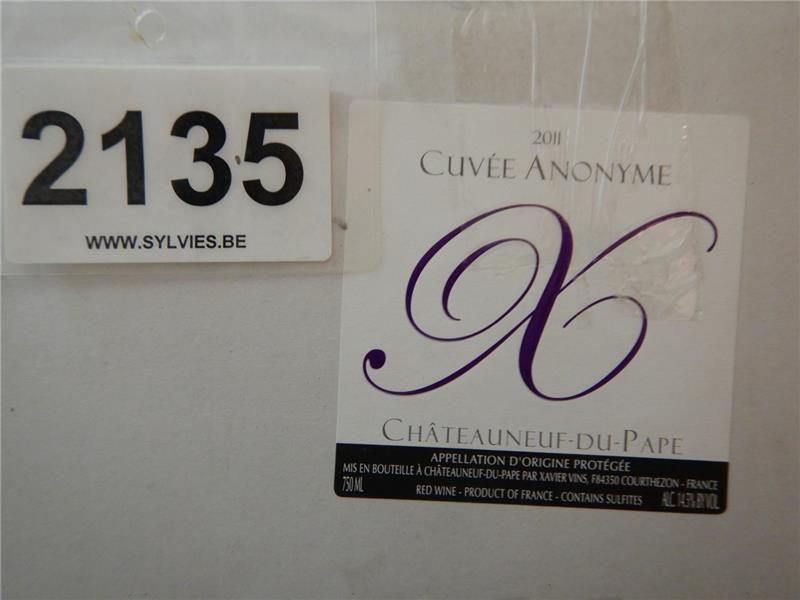 2135
WWW.SYLVIES.BE
2011
CUVÉE ANONYME
X
CHÂTEAUNEUF-DU-PAPE
APPELLATION D'ORIGINE PROTÉGÉE
MIS EN BOUTEILLE À CHÂTEAUNEUF-DU-PAPE PAR XAVIER VINS, F84350 COURTHEZON - FRANCE
750 ML RED WINE - PRODUCT OF FRANCE - CONTAINS SULFITES ALC. 14.5% BY VOL